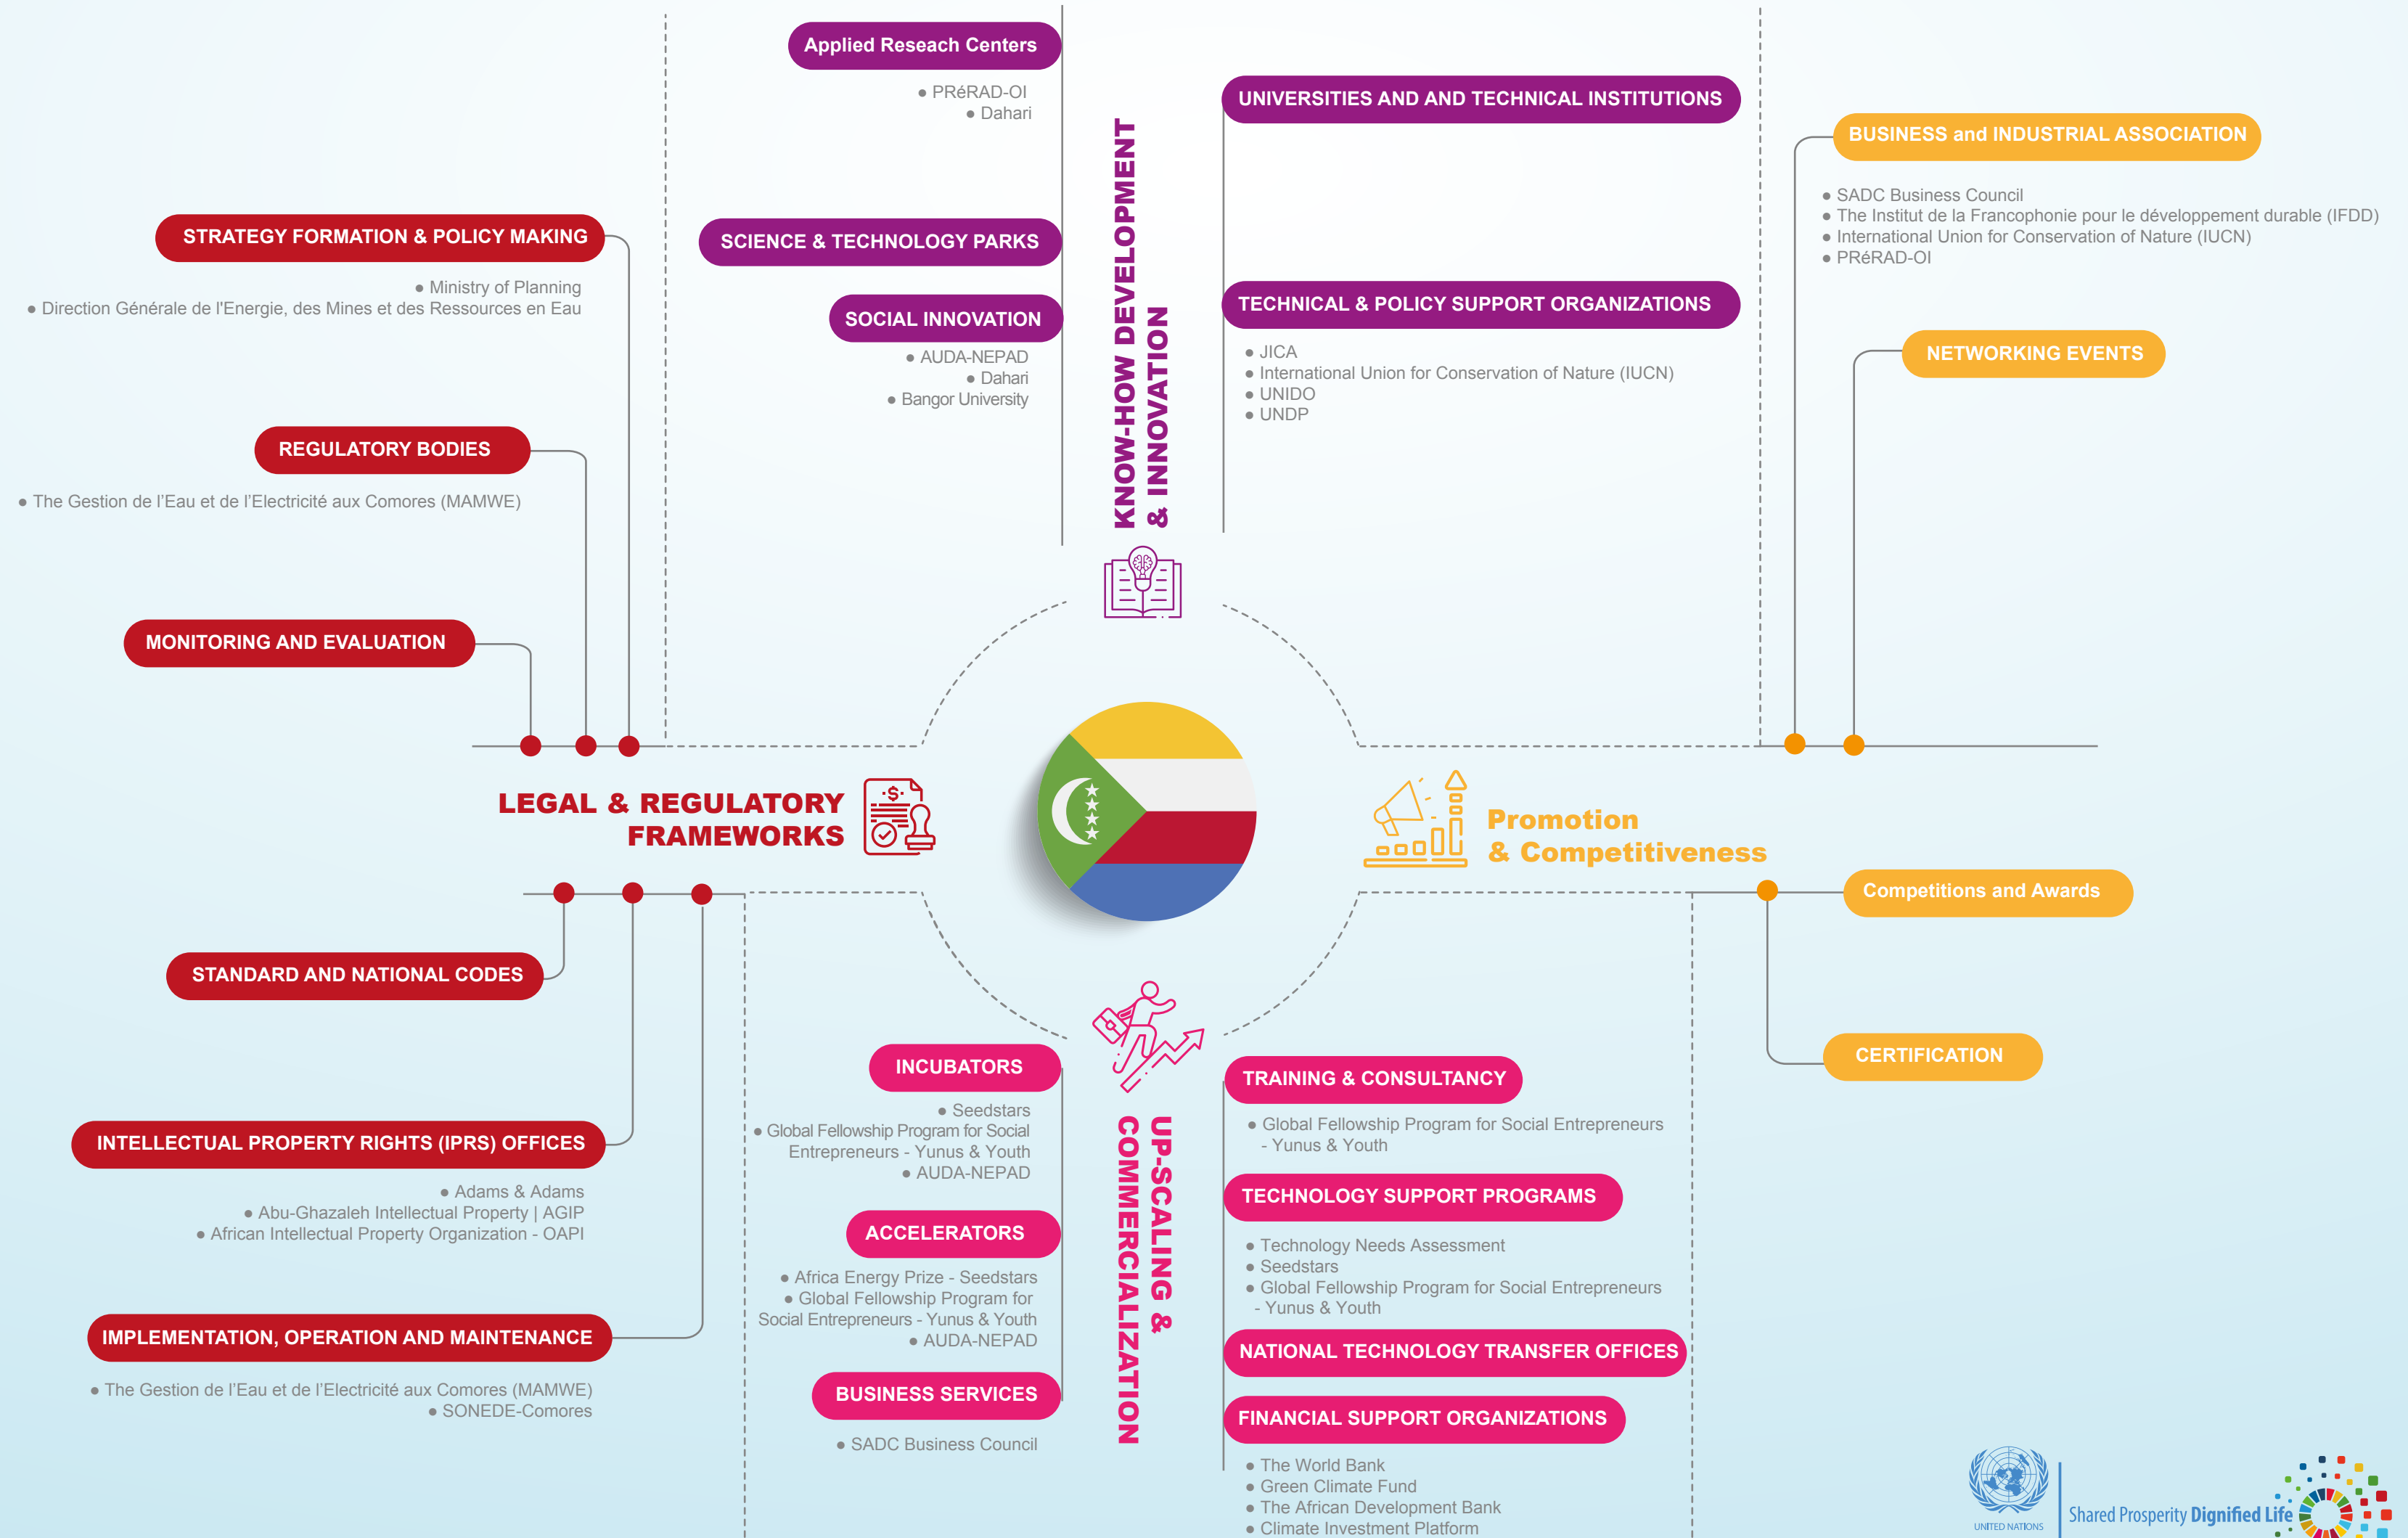 Applied Reseach Centers
● PRéRAD-OI
● Dahari
SCIENCE & TECHNOLOGY PARKS
SOCIAL INNOVATION
● AUDA-NEPAD
● Dahari
● Bangor University
KNOW-HOW DEVELOPMENT
& INNOVATION
UNIVERSITIES AND AND TECHNICAL INSTITUTIONS
TECHNICAL & POLICY SUPPORT ORGANIZATIONS
● JICA
● International Union for Conservation of Nature (IUCN)
● UNIDO
● UNDP
BUSINESS and INDUSTRIAL ASSOCIATION
● SADC Business Council
● The Institut de la Francophonie pour le développement durable (IFDD)
● International Union for Conservation of Nature (IUCN)
● PRéRAD-OI
NETWORKING EVENTS
STRATEGY FORMATION & POLICY MAKING
● Ministry of Planning
● Direction Générale de l'Energie, des Mines et des Ressources en Eau
REGULATORY BODIES
● The Gestion de l’Eau et de l’Electricité aux Comores (MAMWE)
MONITORING AND EVALUATION
LEGAL & REGULATORY
FRAMEWORKS
$
Promotion
& Competitiveness
Competitions and Awards
CERTIFICATION
STANDARD AND NATIONAL CODES
INTELLECTUAL PROPERTY RIGHTS (IPRS) OFFICES
● Adams & Adams
● Abu-Ghazaleh Intellectual Property | AGIP
● African Intellectual Property Organization - OAPI
IMPLEMENTATION, OPERATION AND MAINTENANCE
● The Gestion de l’Eau et de l’Electricité aux Comores (MAMWE)
● SONEDE-Comores
INCUBATORS
● Seedstars
● Global Fellowship Program for Social
Entrepreneurs - Yunus & Youth
● AUDA-NEPAD
ACCELERATORS
● Africa Energy Prize - Seedstars
● Global Fellowship Program for
Social Entrepreneurs - Yunus & Youth
● AUDA-NEPAD
BUSINESS SERVICES
● SADC Business Council
UP-SCALING &
COMMERCIALIZATION
TRAINING & CONSULTANCY
● Global Fellowship Program for Social Entrepreneurs
- Yunus & Youth
TECHNOLOGY SUPPORT PROGRAMS
● Technology Needs Assessment
● Seedstars
● Global Fellowship Program for Social Entrepreneurs
- Yunus & Youth
NATIONAL TECHNOLOGY TRANSFER OFFICES
FINANCIAL SUPPORT ORGANIZATIONS
● The World Bank
● Green Climate Fund
● The African Development Bank
● Climate Investment Platform
UNITED NATIONS
Shared Prosperity Dignified Life